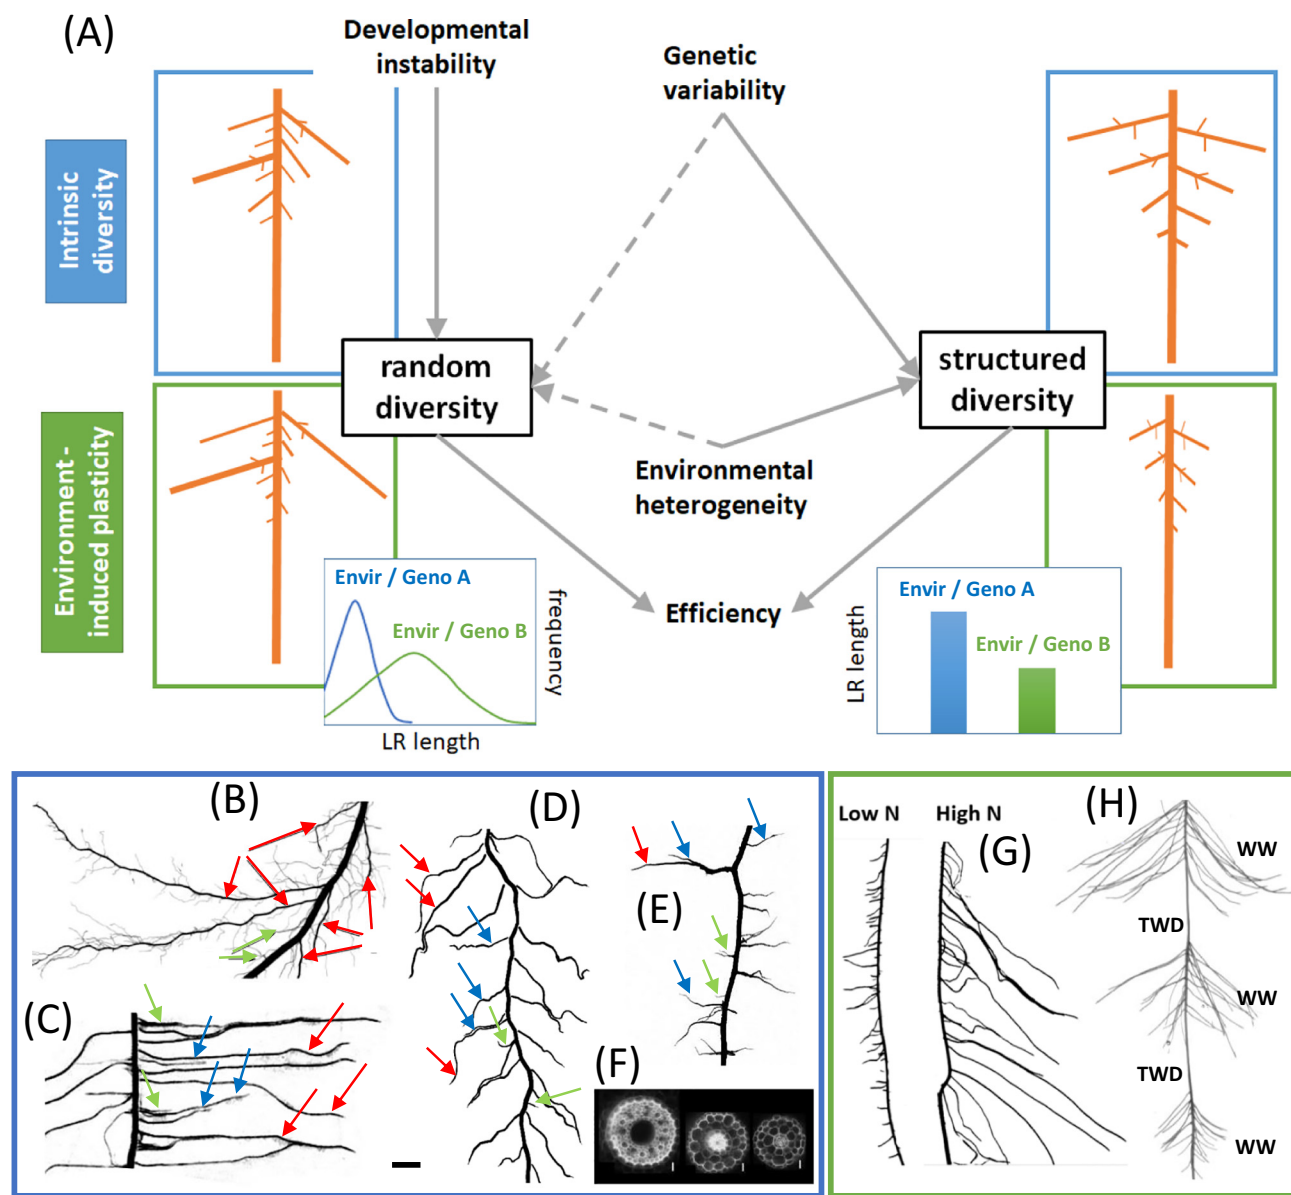 (A)
Developmental
instability
Genetic
variability
Intrinsic
diversity
random
diversity
structured
diversity
Environment-
induced plasticity
Environmental
heterogeneity
Efficiency
Envir / Geno A
Envir / Geno B
frequency
LR length
Envir / Geno A
Envir / Geno B
LR length
(B)
(C)
(D)
(E)
(F)
Low N
High N
(G)
(H)
WW
TWD
WW
TWD
WW